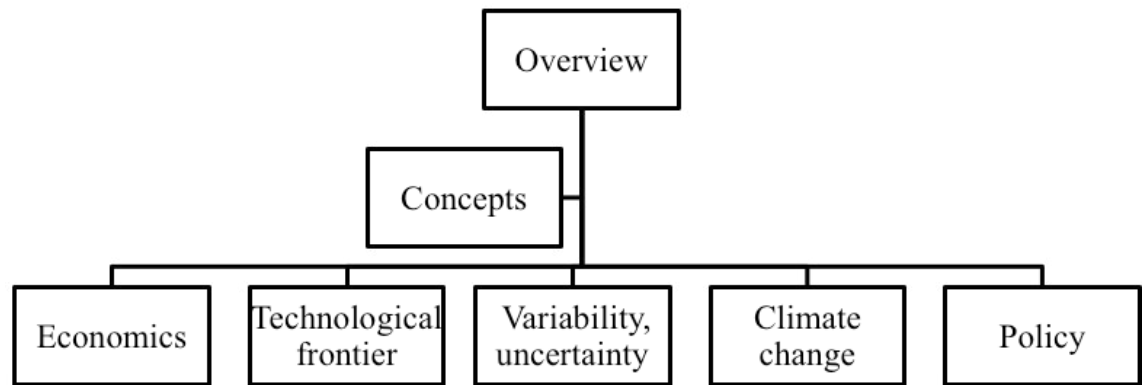 Overview
Concepts
Economics
Technological
frontier
Variability,
uncertainty
Climate
change
Policy